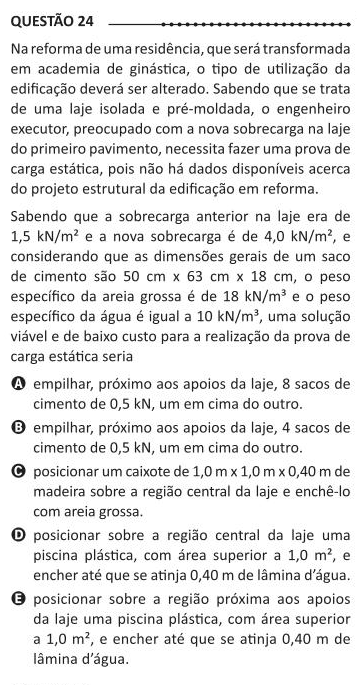 QUESTÃO 24
Na reforma de uma residência, que será transformada
em academia de ginástica, o tipo de utilização da
edificação deverá ser alterado. Sabendo que se trata
de uma laje isolada e pré-moldada, o engenheiro
executor, preocupado com a nova sobrecarga na laje
do primeiro pavimento, necessita fazer uma prova de
carga estática, pois não há dados disponíveis acerca
do projeto estrutural da edificação em reforma.
Sabendo que a sobrecarga anterior na laje era de
1,5 kN/m² e a nova sobrecarga é de 4,0 kN/m², e
considerando que as dimensões gerais de um saco
de cimento são 50 cm x 63 cm x 18 cm, o peso
específico da areia grossa é de 18 kN/m³ e o peso
específico da água é igual a 10 kN/m³, uma solução
viável e de baixo custo para a realização da prova de
carga estática seria
A empilhar, próximo aos apoios da laje, 8 sacos de
cimento de 0,5 kN, um em cima do outro.
B empilhar, próximo aos apoios da laje, 4 sacos de
cimento de 0,5 kN, um em cima do outro.
C posicionar um caixote de 1,0 m x 1,0 m x 0,40 m de
madeira sobre a região central da laje e enchê-lo
com areia grossa.
D posicionar sobre a região central da laje uma
piscina plástica, com área superior a 1,0 m², e
encher até que se atinja 0,40 m de lâmina d'água.
E posicionar sobre a região próxima aos apoios
da laje uma piscina plástica, com área superior
a 1,0 m², e encher até que se atinja 0,40 m de
lâmina d'água.